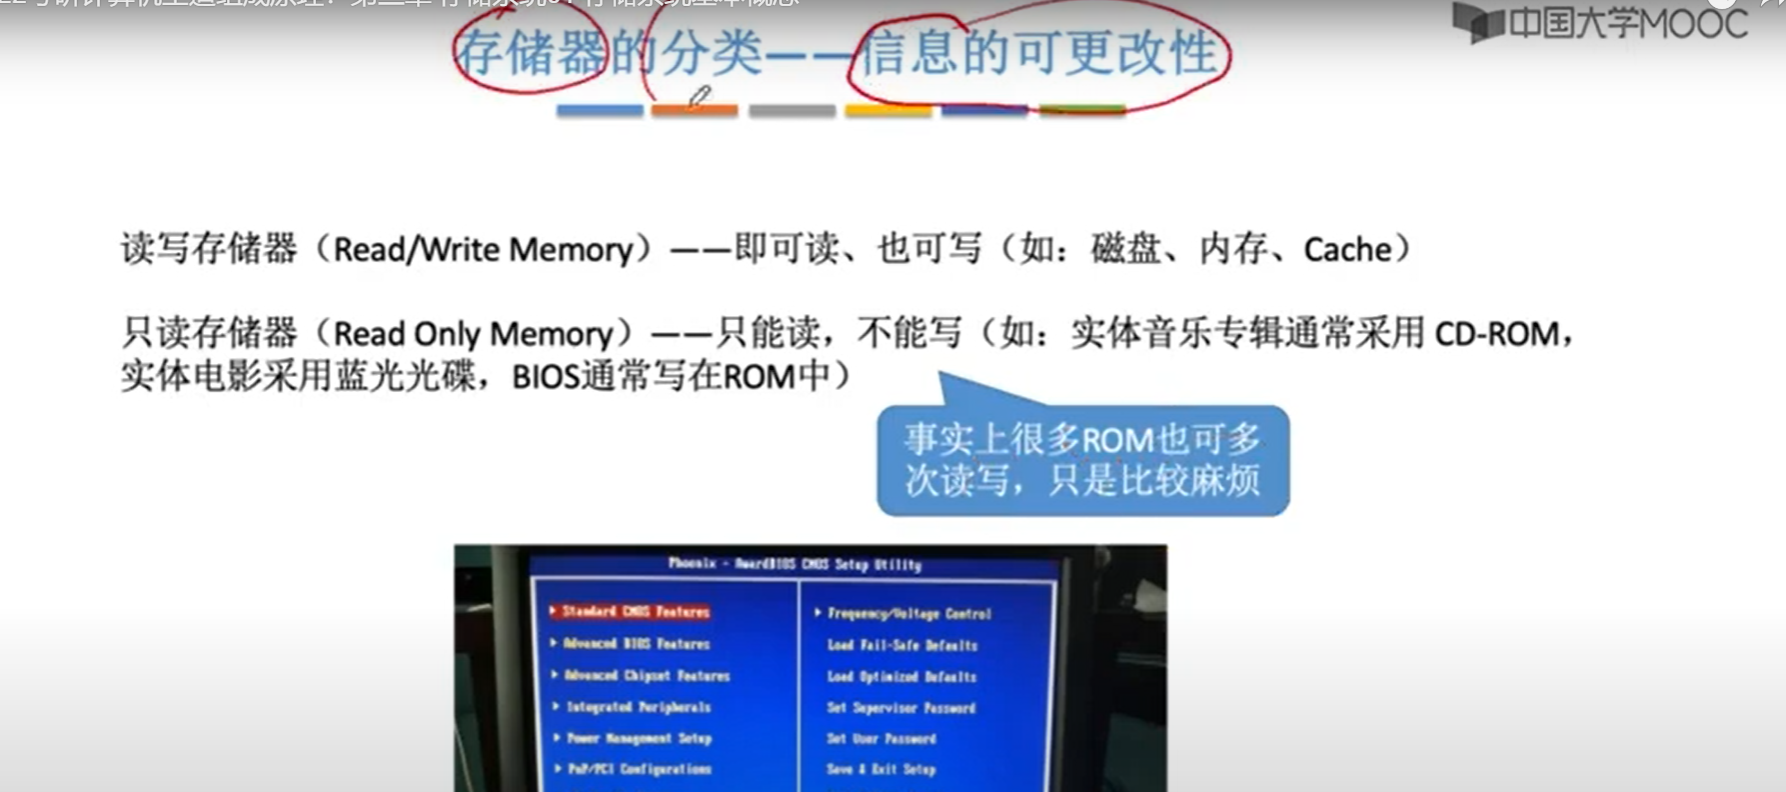 中国大学MOOC
存储器的分类——信息的可更改性
读写存储器（Read/Write Memory）——即可读、也可写（如：磁盘、内存、Cache）
只读存储器（Read Only Memory）——只能读，不能写（如：实体音乐专辑通常采用 CD-ROM，
实体电影采用蓝光光碟，BIOS通常写在ROM中）
事实上很多ROM也可多
次读写，只是比较麻烦
Phoenix - AwardBIOS CMOS Setup Utility
Standard CMOS Features
Advanced BIOS Features
Advanced Chipset Features
Integrated Peripherals
Power Management Setup
PnP/PCI Configurations
Frequency/Voltage Control
Load Fail-Safe Defaults
Load Optimized Defaults
Set Supervisor Password
Set User Password
Save & Exit Setup